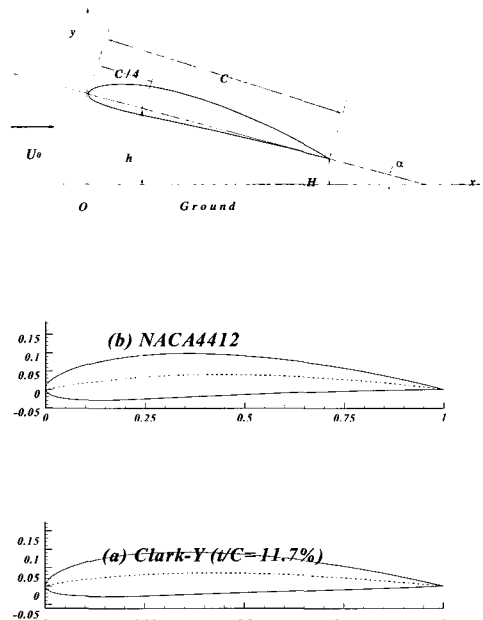 y
C/4
C
U0
h
α
H
x
O
Ground
(b) NACA4412
0.15
0.1
0.05
0
-0.05
0
0.25
0.5
0.75
1
(a) Clark-Y (t/C=11.7%)
0.15
0.1
0.05
0
-0.05